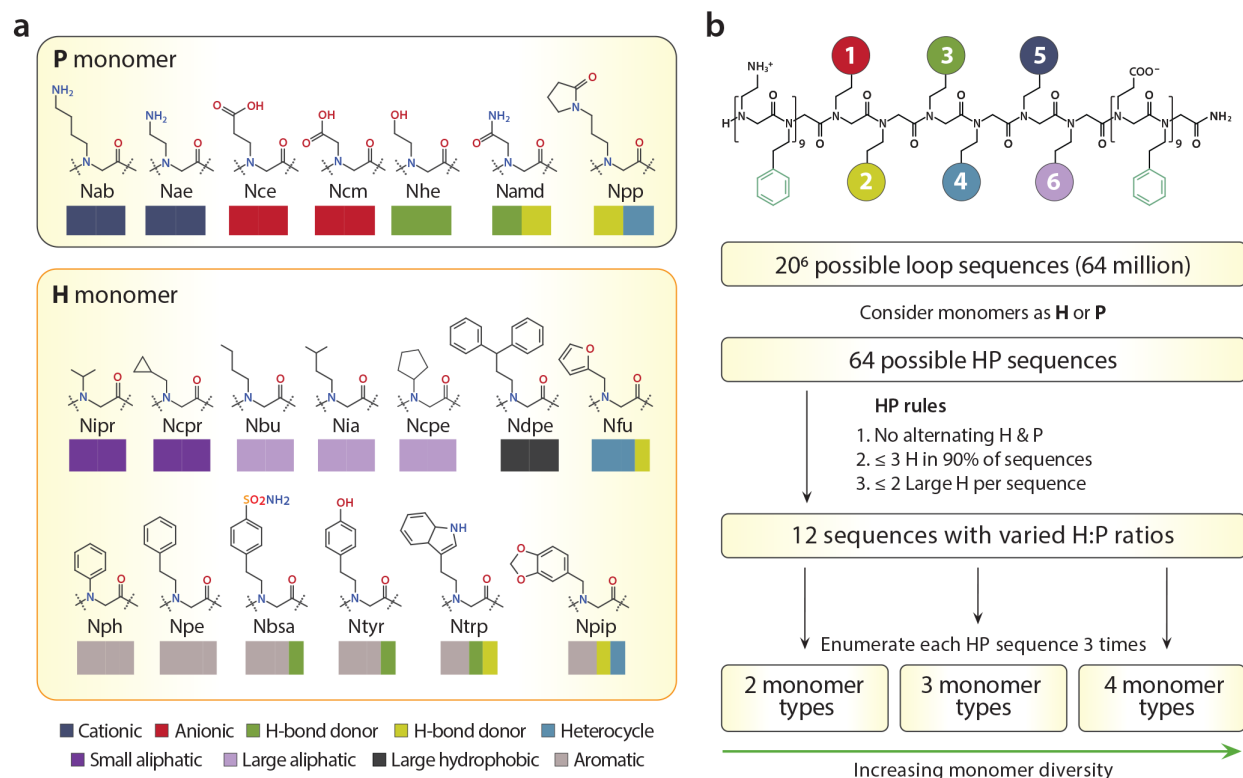 a
P monomer
NH2
NH2
O
OH
OH
O
OH
NH2
O
O
N
N
O
N
O
N
O
N
O
N
O
N
O
N
O
Nab
Nae
Nce
Ncm
Nhe
Namd
Npp
H monomer
O
N
O
N
O
N
O
N
O
N
O
N
O
N
O
Nipr
Ncpr
Nbu
Nia
Ncpe
Ndpe
Nfu
SO2NH2
OH
NH
O
O
N
O
N
O
N
O
N
O
N
O
N
O
Nph
Npe
Nbsa
Ntyr
Ntrp
Npip
Cationic
Anionic
H-bond donor
H-bond donor
Heterocycle
Small aliphatic
Large aliphatic
Large hydrophobic
Aromatic
b
1
3
5
NH3+
COO−
O
O
O
O
O
H
N
N
N
N
N
N
N
N
N
N
NH2
9
9
O
O
O
O
O
2
4
6
20⁶ possible loop sequences (64 million)
Consider monomers as H or P
64 possible HP sequences
HP rules
1. No alternating H & P
2. ≤ 3 H in 90% of sequences
3. ≤ 2 Large H per sequence
12 sequences with varied H:P ratios
Enumerate each HP sequence 3 times
2 monomer
types
3 monomer
types
4 monomer
types
Increasing monomer diversity